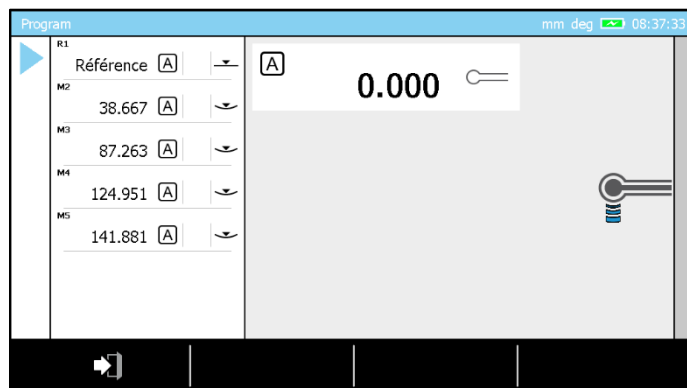 Program mm deg 08:37:33
R1
Référence A
M2
38.667 A
M3
87.263 A
M4
124.951 A
M5
141.881 A
A
0.000